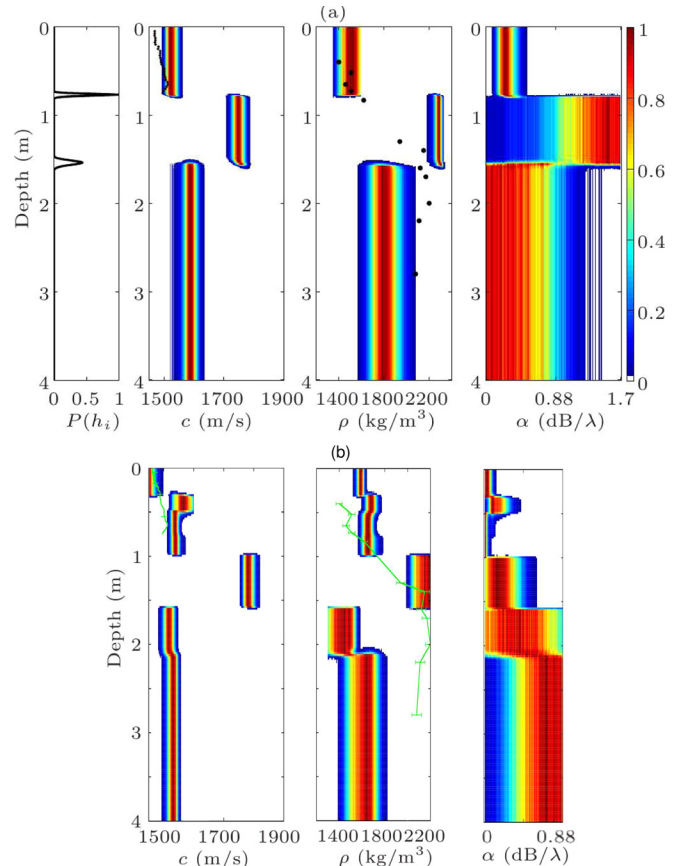 (a)
0
1
2
3
4
Depth (m)
0 0.5 1
P(h_i)
1500 1700 1900
c (m/s)
1400 1800 2200
ρ (kg/m³)
0 0.88 1.7
α (dB/λ)
1
0.8
0.6
0.4
0.2
0
(b)
0
1
2
3
4
Depth (m)
1500 1700 1900
c (m/s)
1400 1800 2200
ρ (kg/m³)
0 0.88
α (dB/λ)